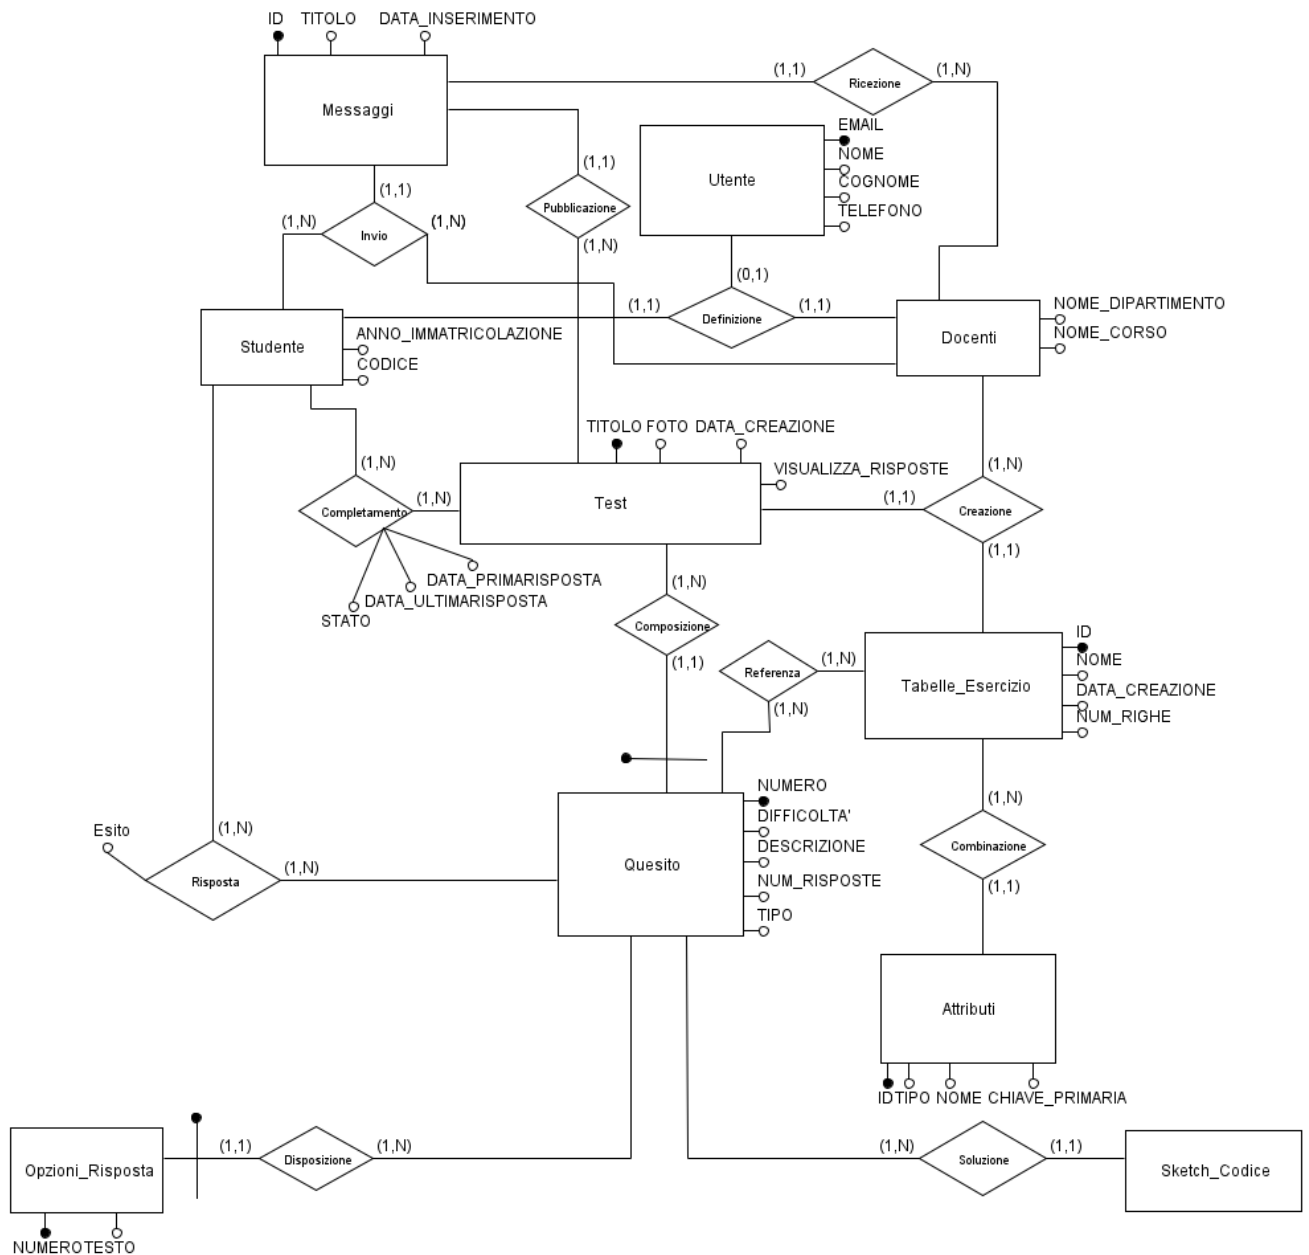 ID TITOLO DATA_INSERIMENTO
Messaggi
(1,1) Ricezione (1,N)
EMAIL
NOME
COGNOME
TELEFONO
Utente
(1,1)
Pubblicazione
(1,N)
(1,1)
(1,N) Invio (1,N)
(0,1)
(1,1) Definizione (1,1)
Studente
ANNO_IMMATRICOLAZIONE
CODICE
Docenti
NOME_DIPARTIMENTO
NOME_CORSO
TITOLO FOTO DATA_CREAZIONE
VISUALIZZA_RISPOSTE
Test
(1,N)
Completamento (1,N)
DATA_PRIMARISPOSTA
DATA_ULTIMARISPOSTA
STATO
(1,N)
(1,1) Creazione
(1,1)
(1,N)
Composizione
(1,1)
Referenza (1,N)
(1,N)
Tabelle_Esercizio
ID
NOME
DATA_CREAZIONE
NUM_RIGHE
Quesito
NUMERO
DIFFICOLTA'
DESCRIZIONE
NUM_RISPOSTE
TIPO
Esito
(1,N)
Risposta (1,N)
(1,N)
Combinazione
(1,1)
Attributi
ID TIPO NOME CHIAVE_PRIMARIA
Opzioni_Risposta
NUMERO TESTO
(1,1) Disposizione (1,N)
(1,N) Soluzione (1,1)
Sketch_Codice